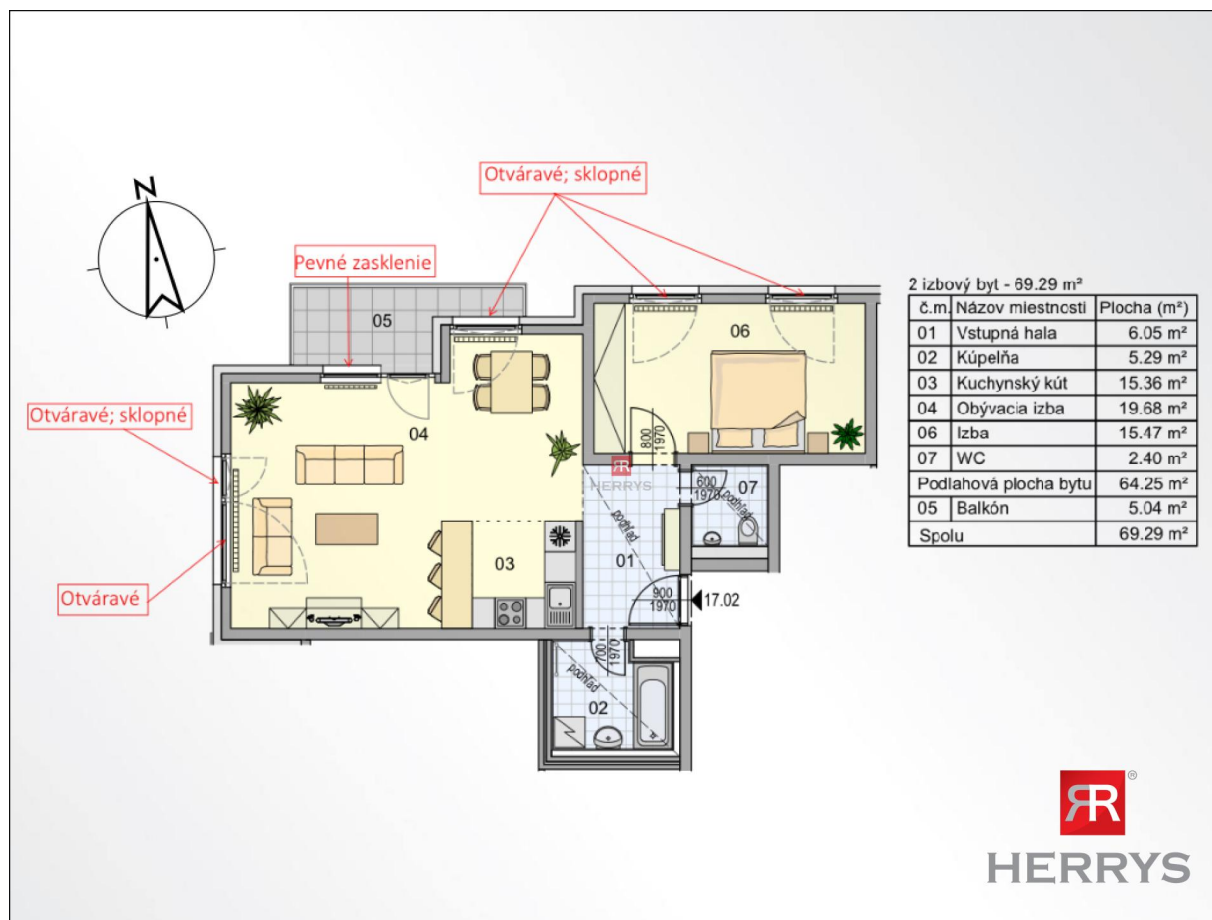 N
Otváravé; sklopné
Pevné zasklenie
05
06
04
Otváravé; sklopné
800
1970
HERRYS
600
1970
07
podhľad
podhľad
03
01
Otváravé
900
1970
17.02
700
1970
podhľad
02
2 izbový byt - 69.29 m²
č.m. Názov miestnosti Plocha (m²)
01 Vstupná hala 6.05 m²
02 Kúpelňa 5.29 m²
03 Kuchynský kút 15.36 m²
04 Obývacia izba 19.68 m²
06 Izba 15.47 m²
07 WC 2.40 m²
Podlahová plocha bytu 64.25 m²
05 Balkón 5.04 m²
Spolu 69.29 m²
®
HERRYS